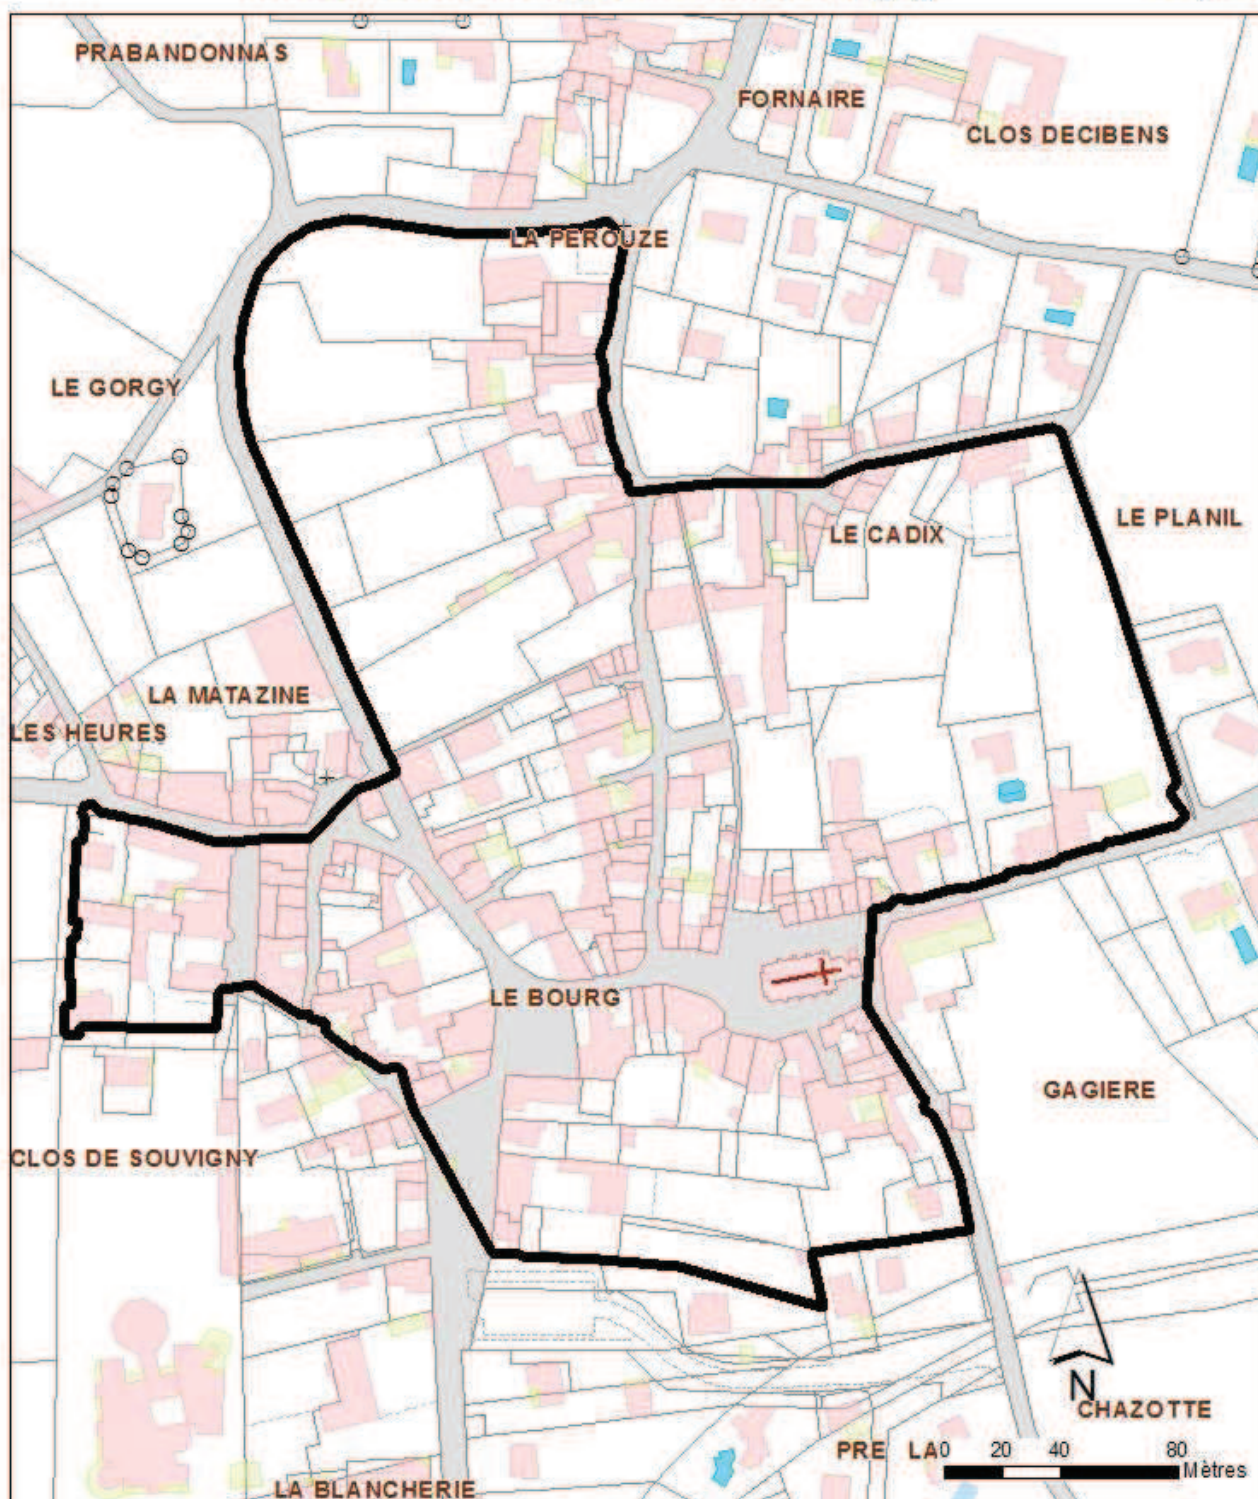 PRABANDONNAS
FORNAIRE
CLOS DECIBENS
LA PEROUZE
LE GORGY
LE PLANIL
LE CADIX
LA MATAZINE
LES HEURES
LE BOURG
GAGIERE
CLOS DE SOUVIGNY
N
CHAZOTTE
PRE LA
0 20 40 80
Mètres
LA BLANCHERIE